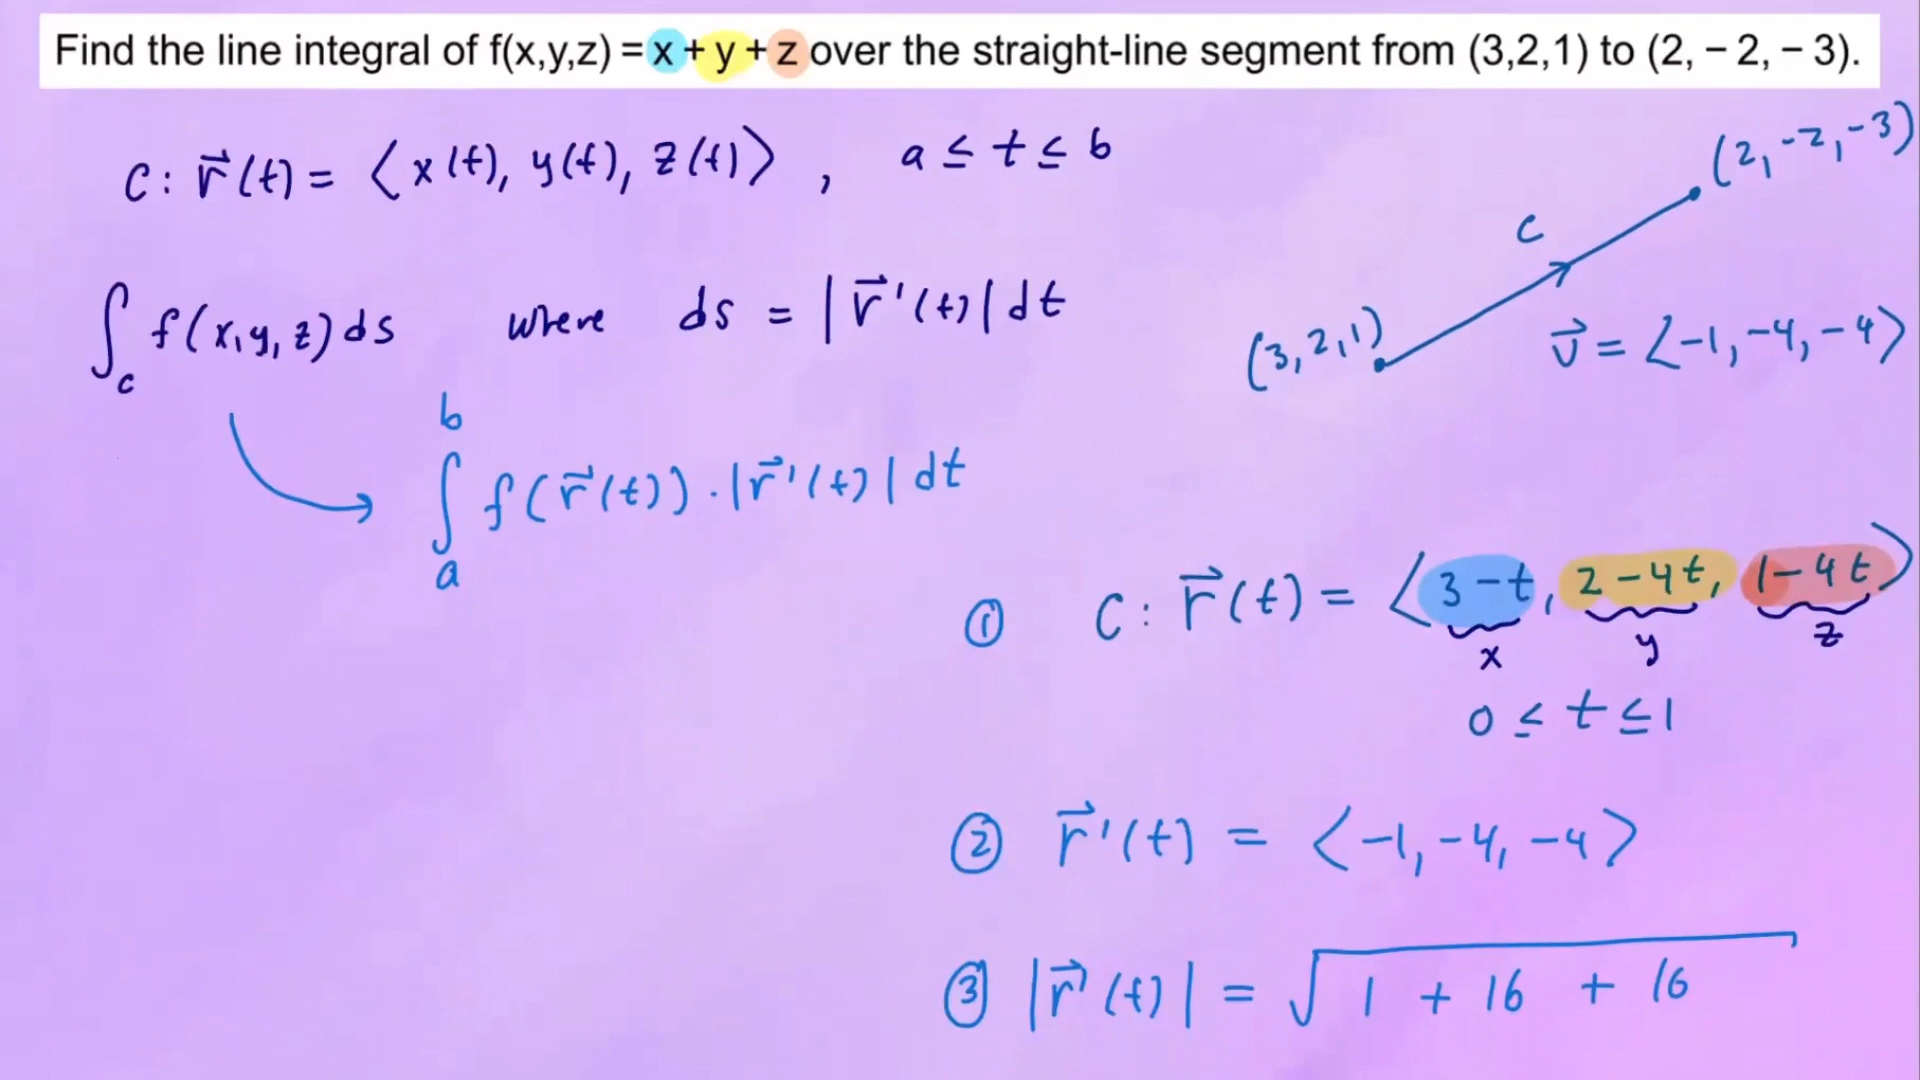 Find the line integral of f(x,y,z) = x + y + z over the straight-line segment from (3,2,1) to (2, − 2, − 3).
C: r⃗(t) = ⟨x(t), y(t), z(t)⟩ , a ≤ t ≤ b
(2, -2, -3)
C
∫_C f(x,y,z)ds where ds = |r⃗'(t)|dt
(3,2,1)
v⃗ = ⟨-1, -4, -4⟩
∫_a^b f(r⃗(t)) · |r⃗'(t)| dt
① C: r⃗(t) = ⟨3-t, 2-4t, 1-4t⟩
x y z
0 ≤ t ≤ 1
② r⃗'(t) = ⟨-1, -4, -4⟩
③ |r⃗'(t)| = √(1 + 16 + 16)